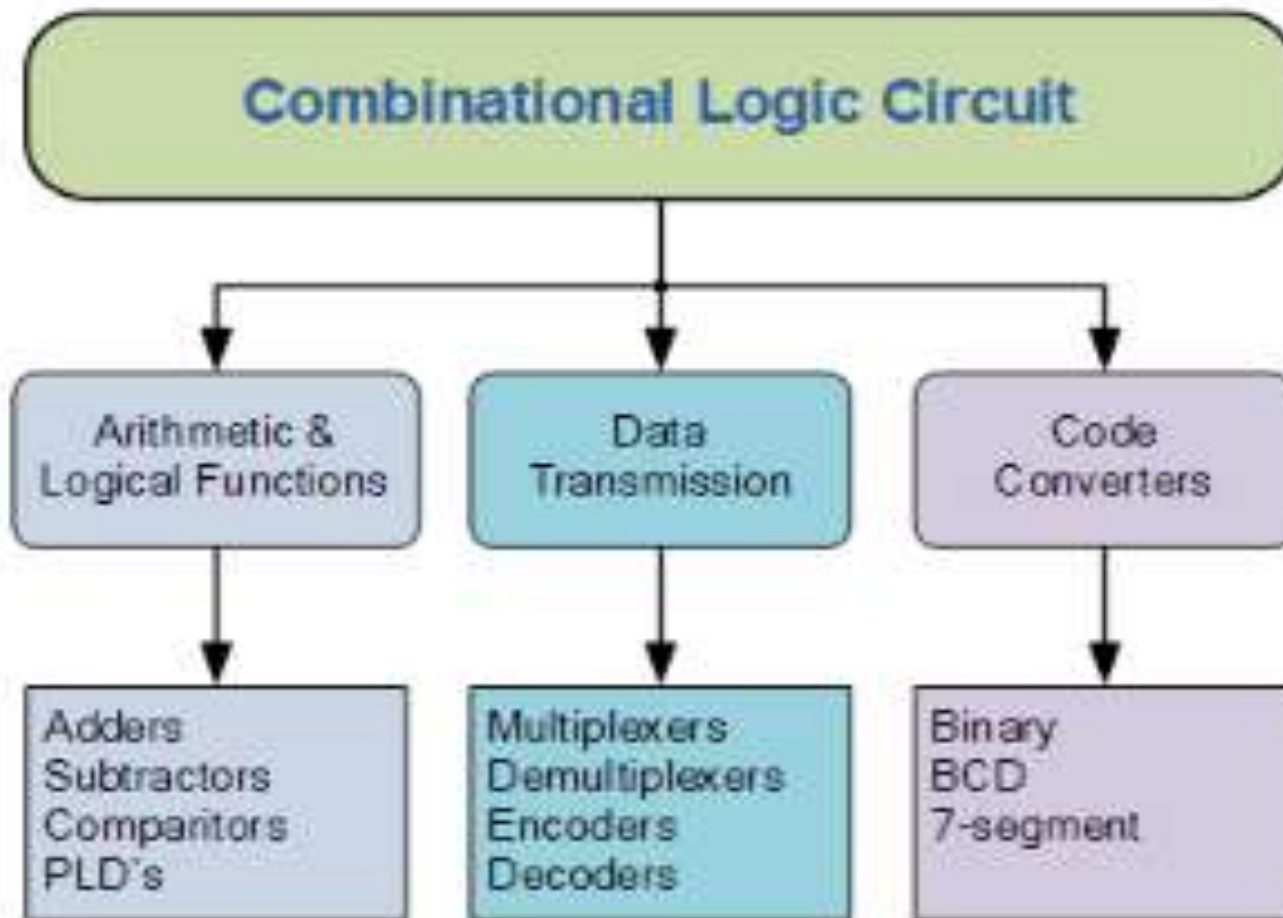 Combinational Logic Circuit
Arithmetic &
Logical Functions
Data
Transmission
Code
Converters
Adders
Subtractors
Comparitors
PLD's
Multiplexers
Demultiplexers
Encoders
Decoders
Binary
BCD
7-segment